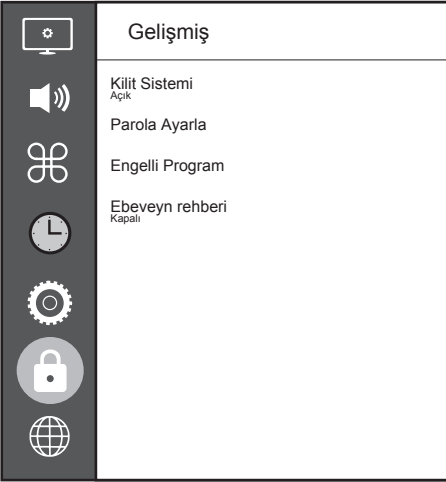 Gelişmiş
Kilit Sistemi
Açık
Parola Ayarla
Engelli Program
Ebeveyn rehberi
Kapalı